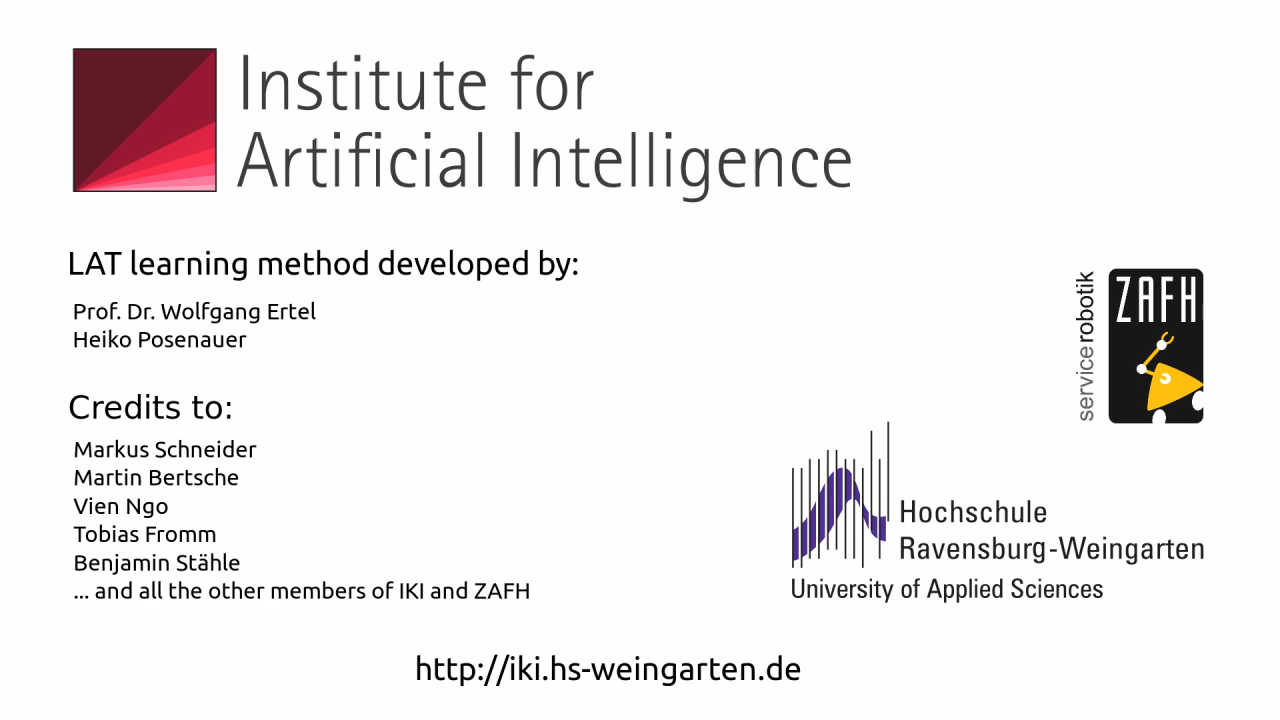 Institute for
Artificial Intelligence
LAT learning method developed by:
Prof. Dr. Wolfgang Ertel
Heiko Posenauer
Credits to:
Markus Schneider
Martin Bertsche
Vien Ngo
Tobias Fromm
Benjamin Stähle
... and all the other members of IKI and ZAFH
servicerobotik
ZAFH
Hochschule
Ravensburg-Weingarten
University of Applied Sciences
http://iki.hs-weingarten.de